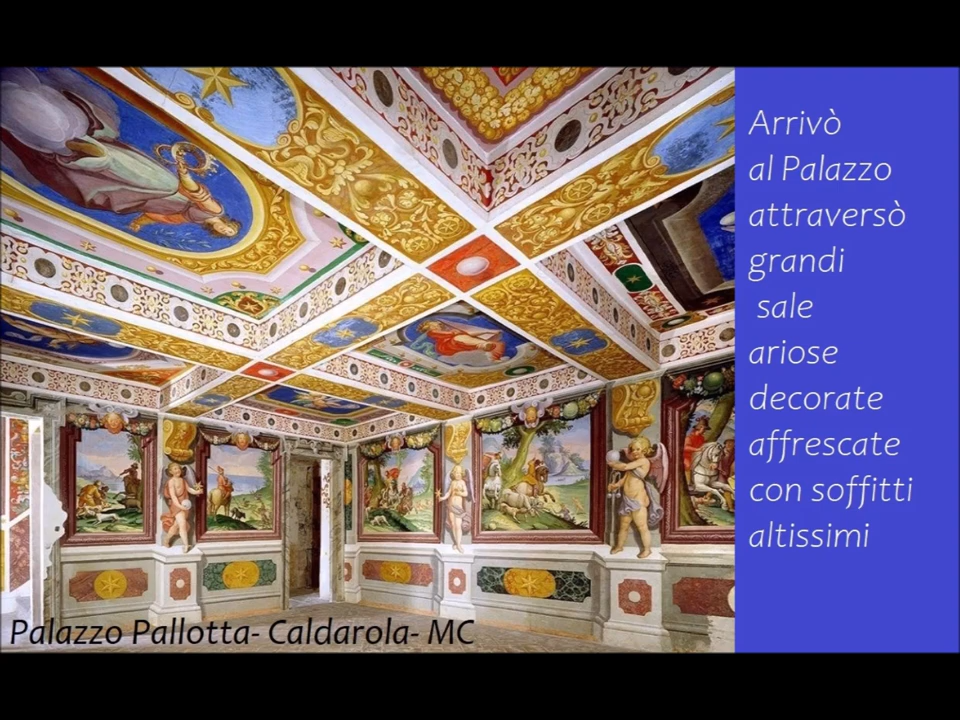 Arrivò
al Palazzo
attraversò
grandi
sale
ariose
decorate
affrescate
con soffitti
altissimi
Palazzo Pallotta- Caldarola- MC